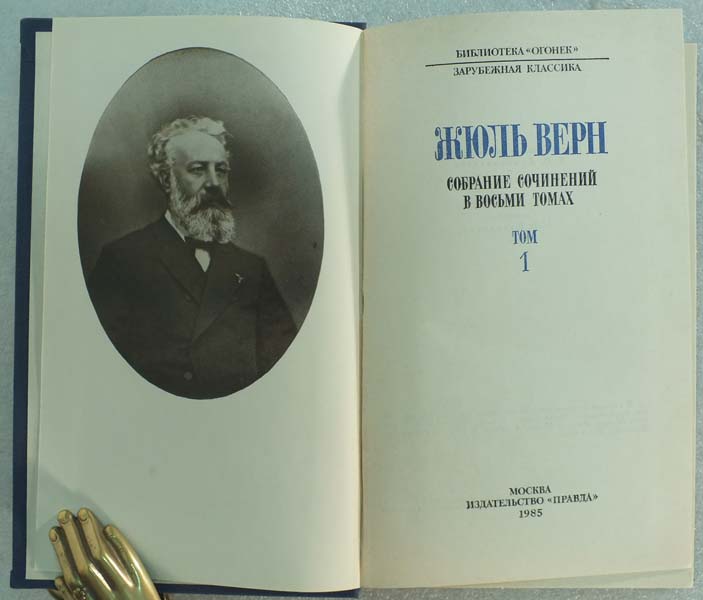 БИБЛИОТЕКА «ОГОНЕК»
ЗАРУБЕЖНАЯ КЛАССИКА
ЖЮЛЬ ВЕРН
СОБРАНИЕ СОЧИНЕНИЙ
В ВОСЬМИ ТОМАХ
ТОМ
1
МОСКВА
ИЗДАТЕЛЬСТВО «ПРАВДА»
1985